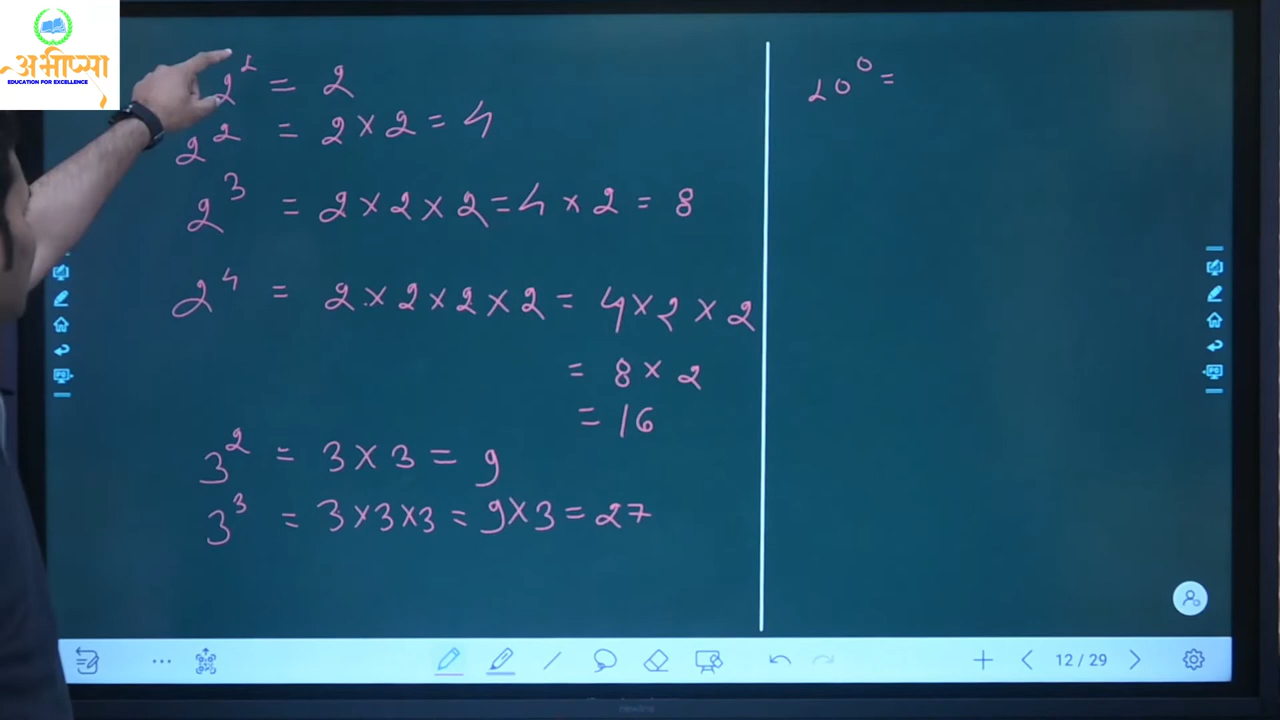 अभीप्सा
EDUCATION FOR EXCELLENCE
2¹ = 2
2² = 2 × 2 = 4
2³ = 2 × 2 × 2 = 4 × 2 = 8
2⁴ = 2 × 2 × 2 × 2 = 4 × 2 × 2
= 8 × 2
= 16
3² = 3 × 3 = 9
3³ = 3 × 3 × 3 = 9 × 3 = 27
10⁰ =
12 / 29